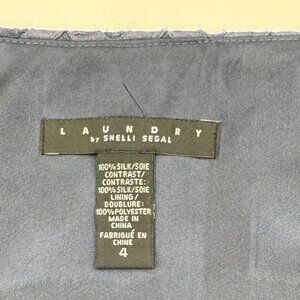 LAUNDRY
by SHELLI SEGAL
100% SILK/SOIE
CONTRAST/
CONTRASTE:
100% SILK/SOIE
LINING/
DOUBLURE:
100% POLYESTER
MADE IN
CHINA
FABRIQUÉ EN
CHINE
4